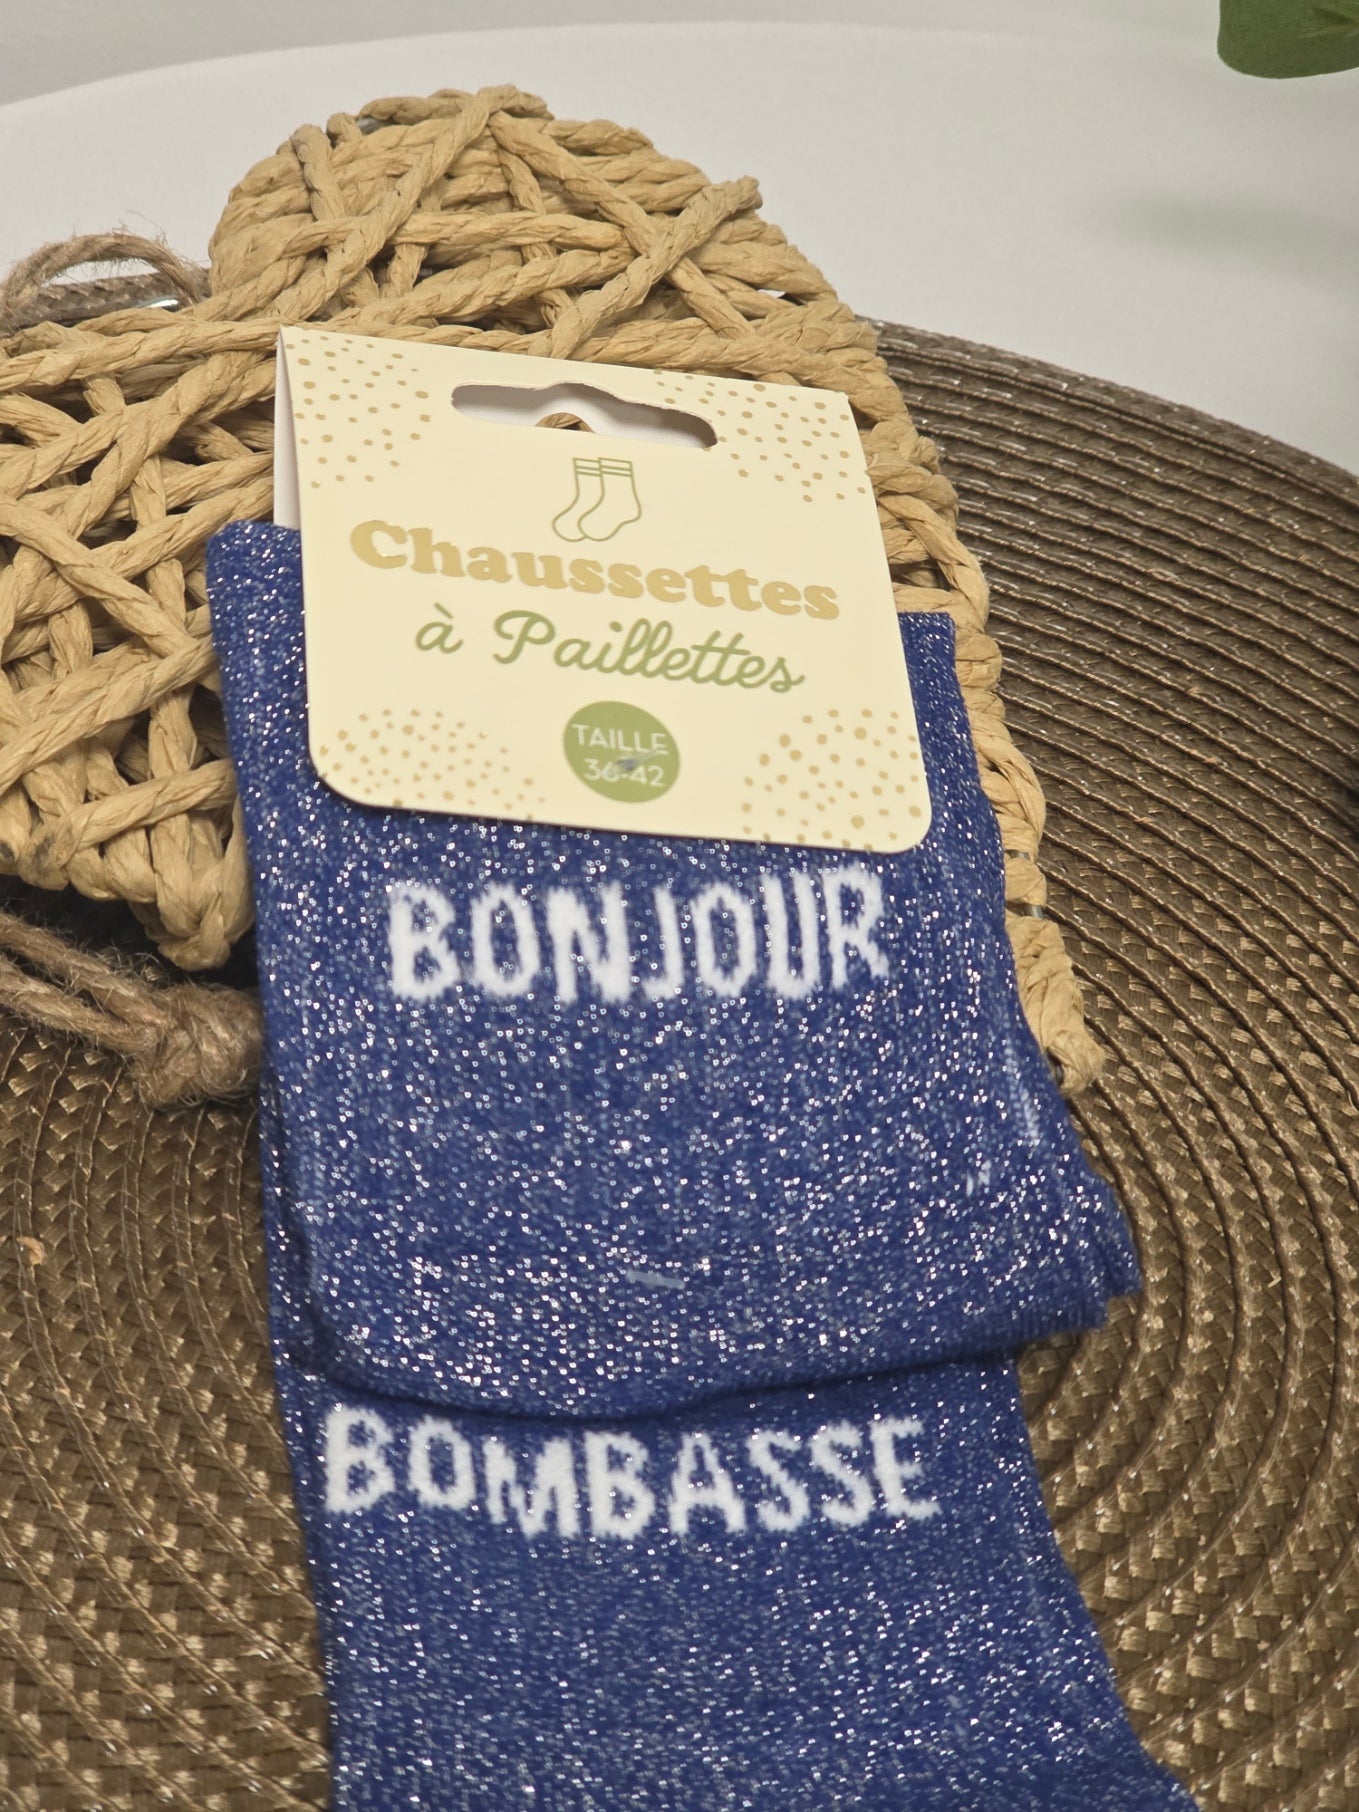 Chaussettes
à Paillettes
TAILLE
36-42
BONJOUR
BOMBASSE